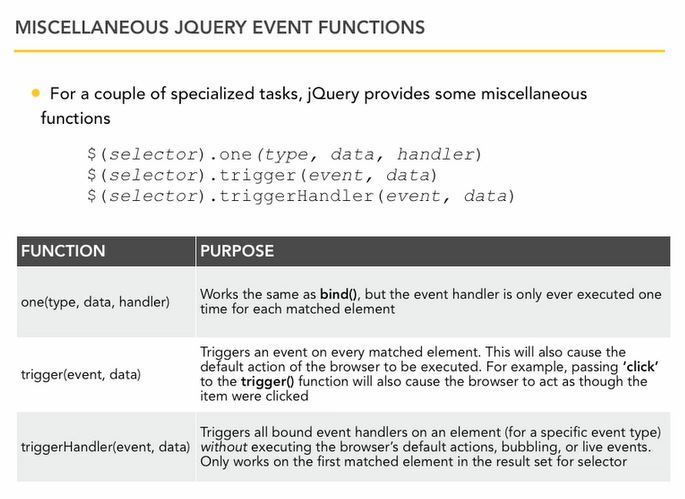 MISCELLANEOUS JQUERY EVENT FUNCTIONS
For a couple of specialized tasks, jQuery provides some miscellaneous
functions
$(selector).one(type, data, handler)
$(selector).trigger(event, data)
$(selector).triggerHandler(event, data)
FUNCTION PURPOSE
one(type, data, handler)
Works the same as bind(), but the event handler is only ever executed one
time for each matched element
trigger(event, data)
Triggers an event on every matched element. This will also cause the
default action of the browser to be executed. For example, passing ‘click’
to the trigger() function will also cause the browser to act as though the
item were clicked
triggerHandler(event, data)
Triggers all bound event handlers on an element (for a specific event type)
without executing the browser’s default actions, bubbling, or live events.
Only works on the first matched element in the result set for selector